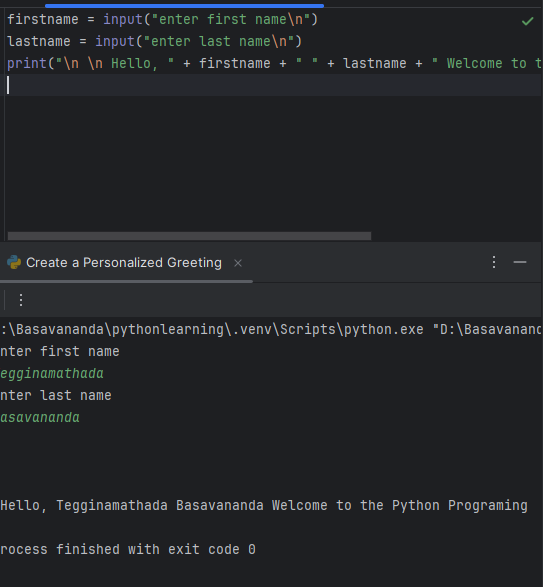 firstname = input("enter first name\n")
lastname = input("enter last name\n")
print("\n \n Hello, " + firstname + " " + lastname + " Welcome to t
Create a Personalized Greeting
:\Basavananda\pythonlearning\.venv\Scripts\python.exe "D:\Basavanand
nter first name
egginamathada
nter last name
asavananda
Hello, Tegginamathada Basavananda Welcome to the Python Programing
rocess finished with exit code 0